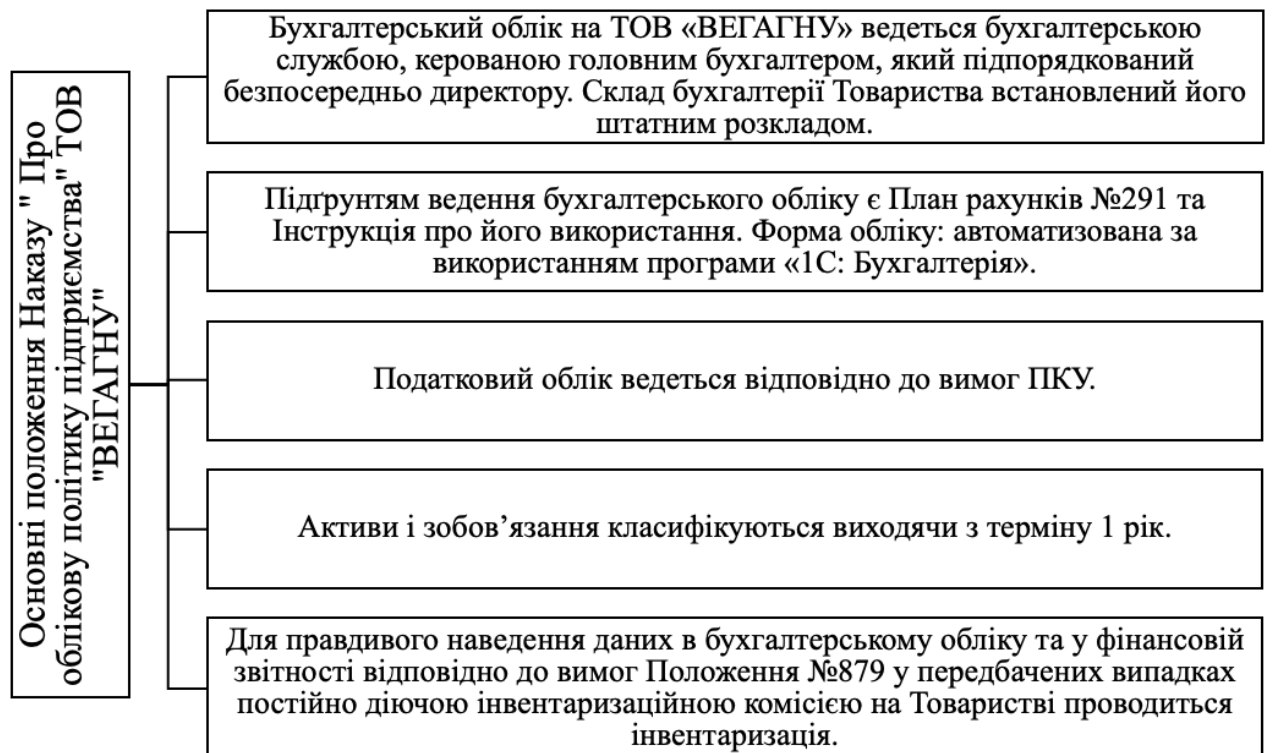 Основні положення Наказу " Про
облікову політику підприємства" ТОВ
"ВЕГАГНУ"
Бухгалтерський облік на ТОВ «ВЕГАГНУ» ведеться бухгалтерською
службою, керованою головним бухгалтером, який підпорядкований
безпосередньо директору. Склад бухгалтерії Товариства встановлений його
штатним розкладом.
Підґрунтям ведення бухгалтерського обліку є План рахунків №291 та
Інструкція про його використання. Форма обліку: автоматизована за
використанням програми «1С: Бухгалтерія».
Податковий облік ведеться відповідно до вимог ПКУ.
Активи і зобов’язання класифікуються виходячи з терміну 1 рік.
Для правдивого наведення даних в бухгалтерському обліку та у фінансовій
звітності відповідно до вимог Положення №879 у передбачених випадках
постійно діючою інвентаризаційною комісією на Товаристві проводиться
інвентаризація.